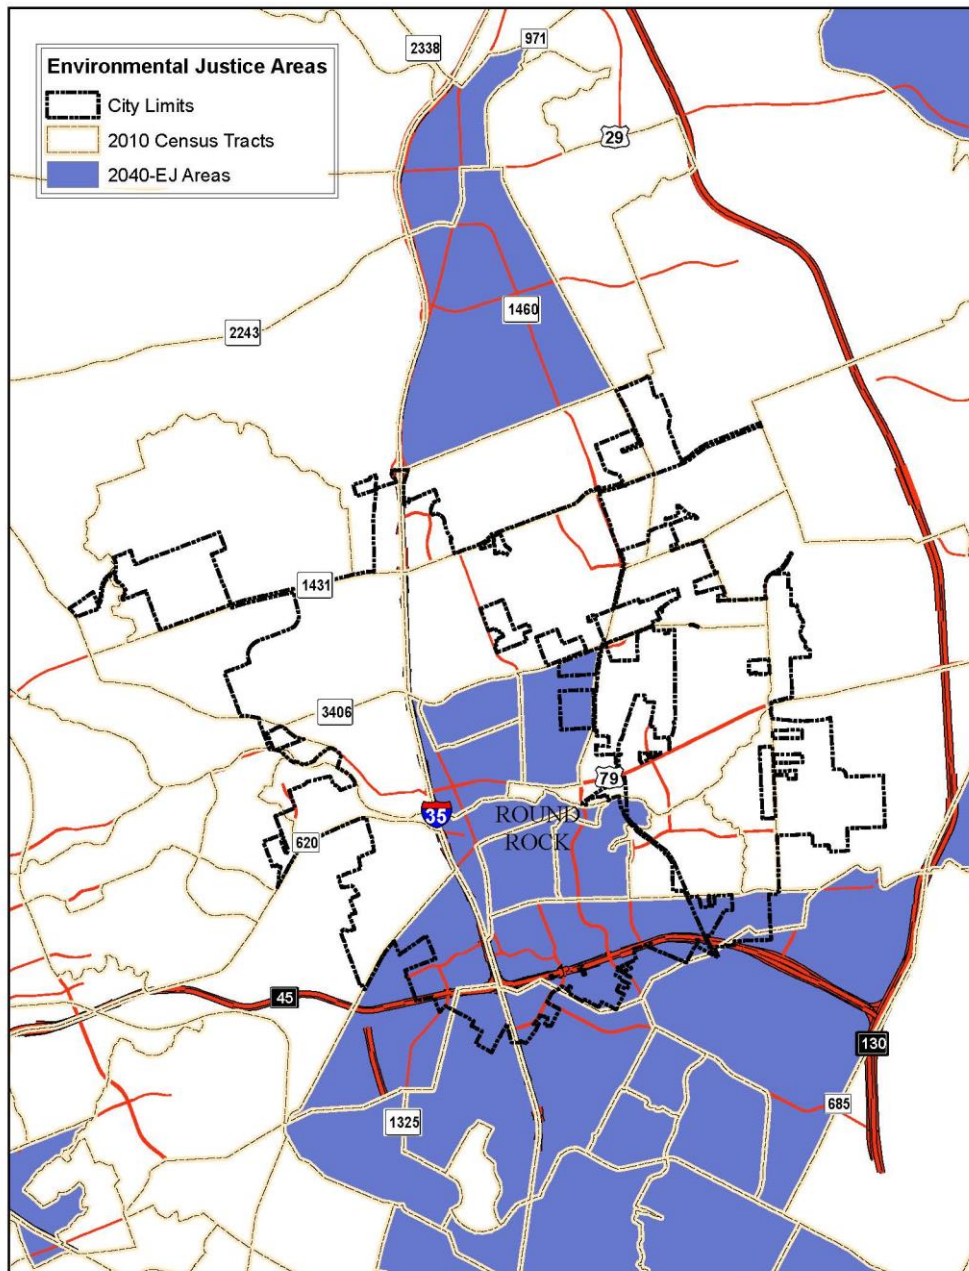 971
2338
Environmental Justice Areas
City Limits
2010 Census Tracts
2040-EJ Areas
29
1460
2243
1431
3406
79
35
ROUND
ROCK
620
45
130
685
1325